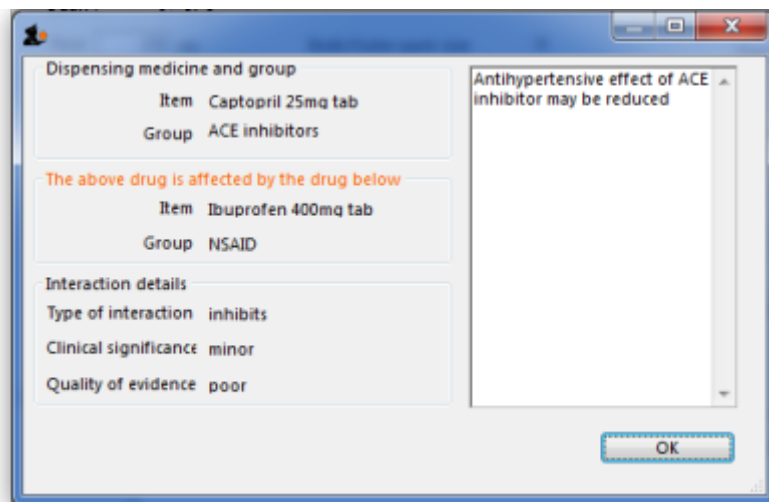 Dispensing medicine and group
Item Captopril 25mg tab
Group ACE inhibitors
The above drug is affected by the drug below
Item Ibuprofen 400mg tab
Group NSAID
Interaction details
Type of interaction inhibits
Clinical significance minor
Quality of evidence poor
Antihypertensive effect of ACE
inhibitor may be reduced
OK